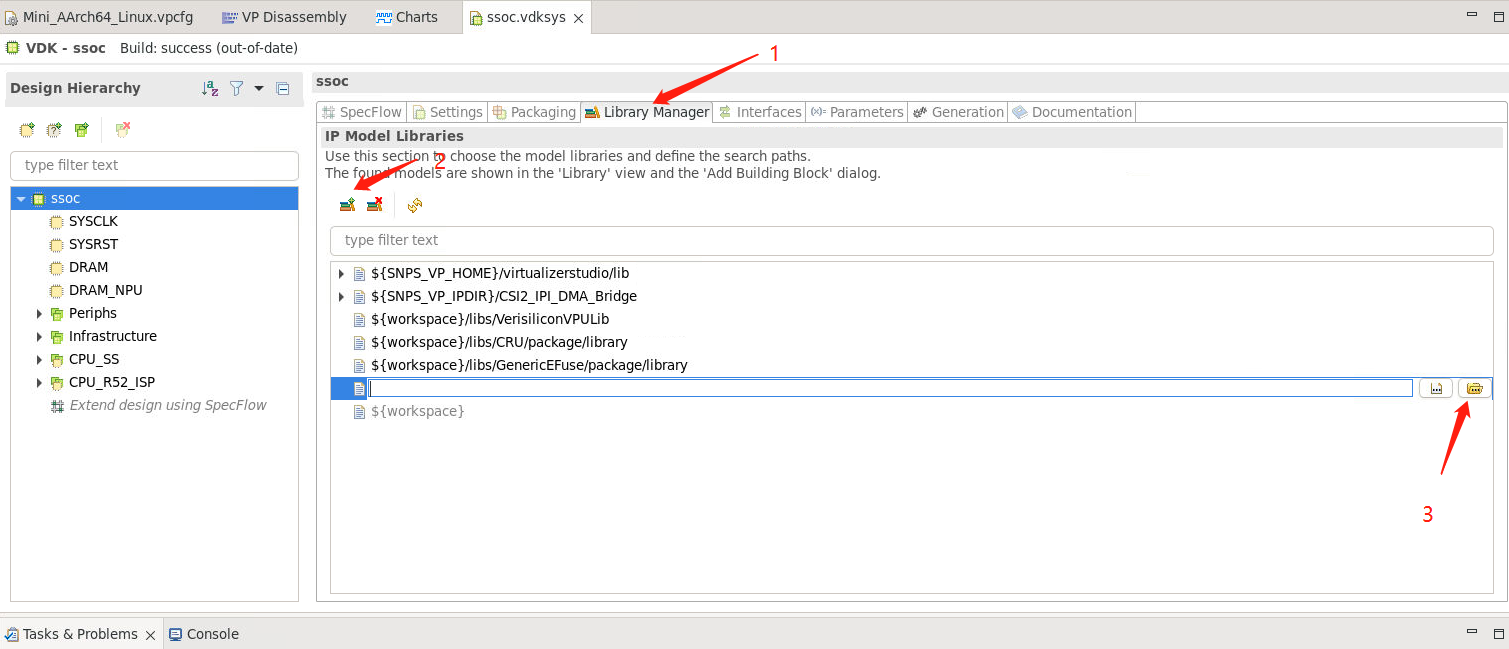 Mini_AArch64_Linux.vpcfg VP Disassembly Charts ssoc.vdksys
VDK - ssoc Build: success (out-of-date)
1
Design Hierarchy
ssoc
SpecFlow Settings Packaging Library Manager Interfaces Parameters Generation Documentation
IP Model Libraries
Use this section to choose the model libraries and define the search paths.
2
The found models are shown in the 'Library' view and the 'Add Building Block' dialog.
type filter text
type filter text
ssoc
SYSCLK
SYSRST
DRAM
DRAM_NPU
Periphs
Infrastructure
CPU_SS
CPU_R52_ISP
Extend design using SpecFlow
${SNPS_VP_HOME}/virtualizerstudio/lib
${SNPS_VP_IPDIR}/CSI2_IPI_DMA_Bridge
${workspace}/libs/VerisiliconVPULib
${workspace}/libs/CRU/package/library
${workspace}/libs/GenericEFuse/package/library
${workspace}
3
Tasks & Problems Console